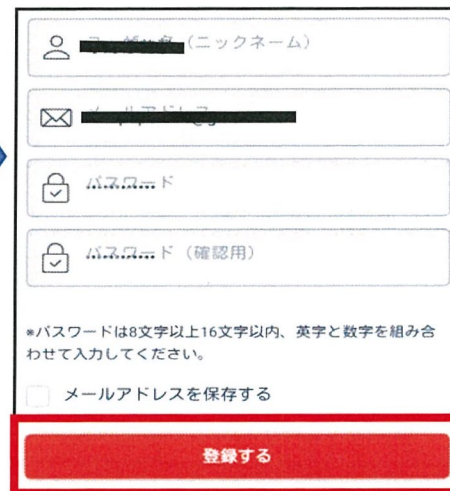 （ニックネーム）
パスワード
パスワード（確認用）
※パスワードは8文字以上16文字以内、英字と数字を組み合
わせて入力してください。
メールアドレスを保存する
登録する